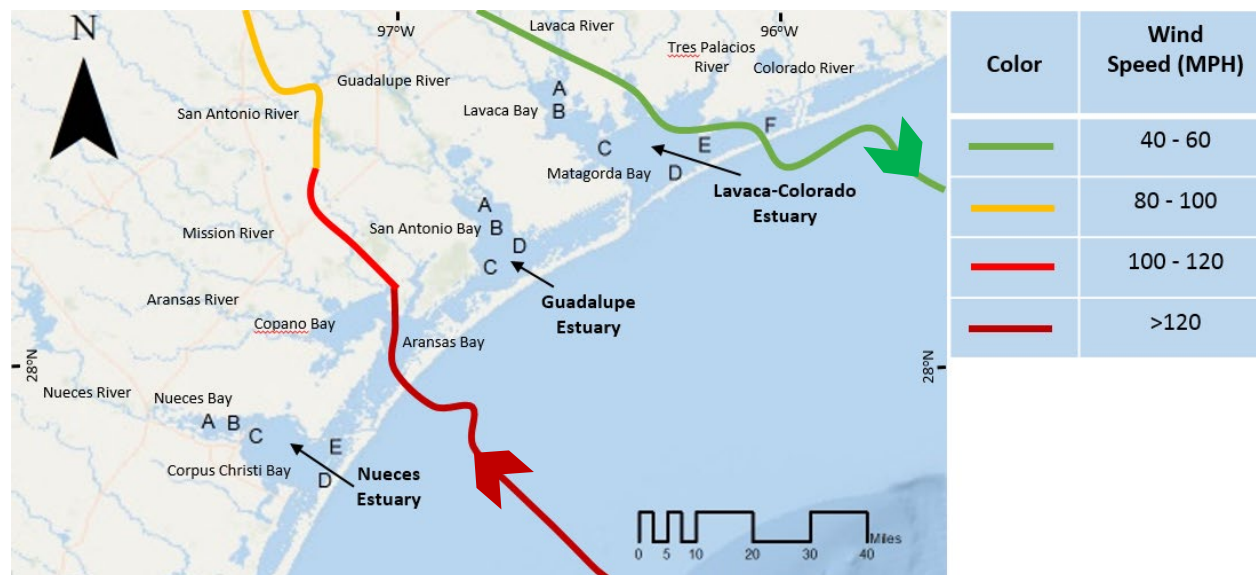 N
97°W
96°W
Lavaca River
Tres Palacios
River
Colorado River
Guadalupe River
San Antonio River
Lavaca Bay
A
B
C
E
F
D
Matagorda Bay
Lavaca-Colorado
Estuary
Mission River
San Antonio Bay
A
B
D
C
Guadalupe
Estuary
Aransas River
Copano Bay
Aransas Bay
28°N
28°N
Nueces River
Nueces Bay
A
B
C
E
D
Corpus Christi Bay
Nueces
Estuary
0 5 10 20 30 40
Miles
Color
Wind
Speed (MPH)
40 - 60
80 - 100
100 - 120
>120